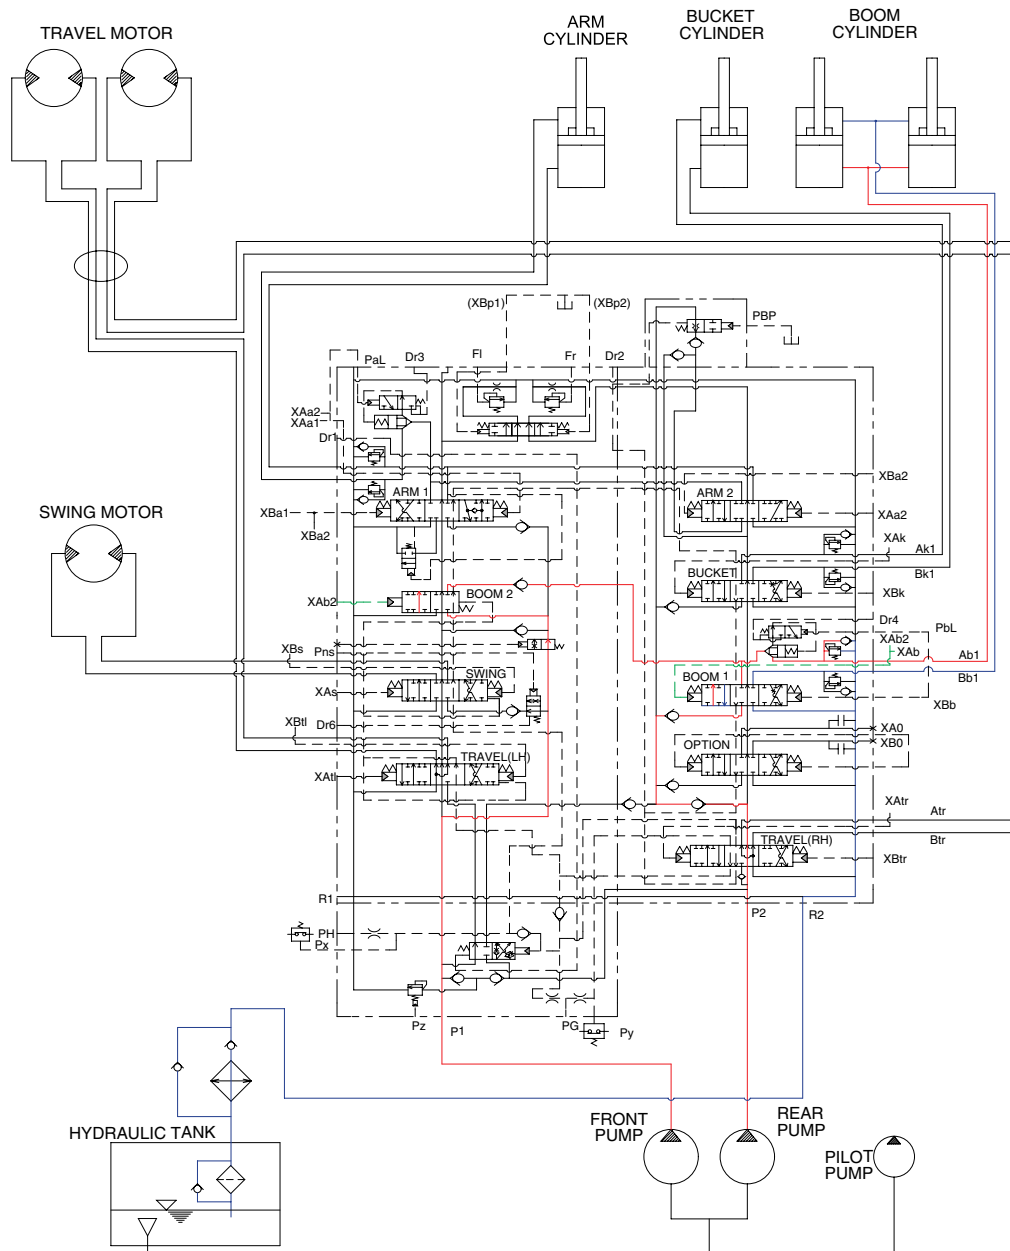 TRAVEL MOTOR
ARM
CYLINDER
BUCKET
CYLINDER
BOOM
CYLINDER
(XBp1)
(XBp2)
PBP
PaL
Dr3
Fl
Fr
Dr2
XAa2
XAa1
Dr1
XBa2
ARM 1
ARM 2
SWING MOTOR
XBa1
XAa2
XBa2
XAk
Ak1
Bk1
BUCKET
XAb2
BOOM 2
XBk
Dr4
PbL
XAb2
XAb
XBs
Pns
Ab1
Bb1
SWING
BOOM 1
XAs
XBb
XBtl
Dr6
XA0
XB0
TRAVEL(LH)
OPTION
XAtl
XAtr
Atr
Btr
TRAVEL(RH)
XBtr
R1
P2
R2
PH
Px
Pz
P1
PG
Py
HYDRAULIC TANK
FRONT
PUMP
REAR
PUMP
PILOT
PUMP